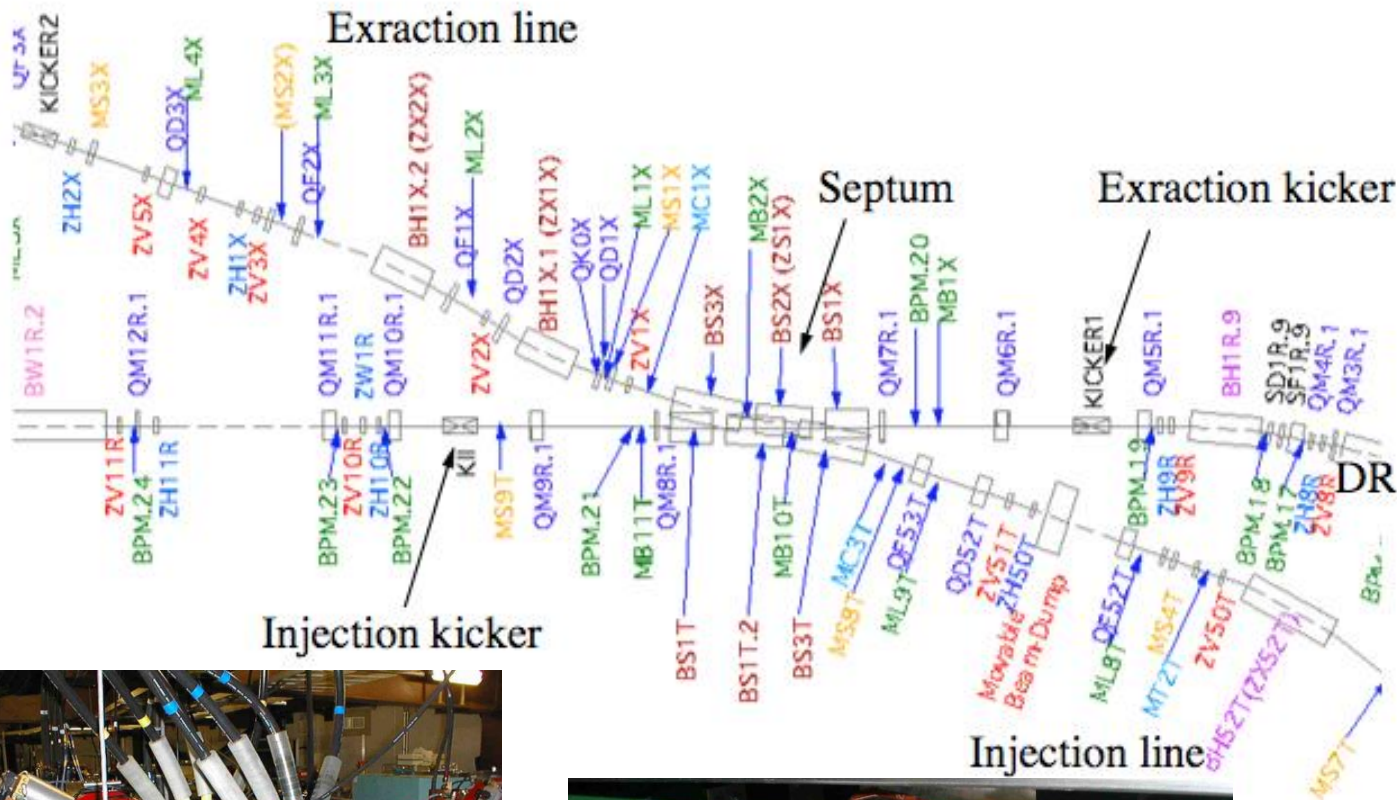 Exraction line
QF3X
KICKER2
MS3X
ZH2X
ZV5X
QD3X
ML4X
ZV4X
ZH1X
ZV3X
(MS2X)
QF2X
ML3X
BH1X.2 (ZX2X)
QF1X
ML2X
ZV2X
QD2X
BH1X.1 (ZX1X)
QK0X
QD1X
ML1X
MS1X
MC1X
ZV1X
BS3X
MB2X
BS2X (ZS1X)
BS1X
Septum
Exraction kicker
BW1R.2
ZV11R
QM12R.1
BPM.24
ZH11R
QM11R.1
BPM.23
ZV10R
ZW1R
ZH10R
QM10R.1
BPM.22
KII
MS9T
QM9R.1
BPM.21
MB11T
QM8R.1
QM7R.1
BPM.20
MB1X
QM6R.1
KICKER1
QM5R.1
BPM.19
ZH9R
ZV9R
BH1R.9
SD1R.9
SF1R.9
QM4R.1
QM3R.1
BPM.18
BPM.17
ZH8R
ZV8R
DR
Injection kicker
BS1T
BS1T.2
MB10T
BS3T
MC3T
MS8T
QF53T
ML9T
QD52T
ZV51T
ZH50T
Movable
Beam-Dump
QF52T
ML8T
MS4T
MT2T
ZV50T
BH52T(ZX52T)
MS7T
Injection line